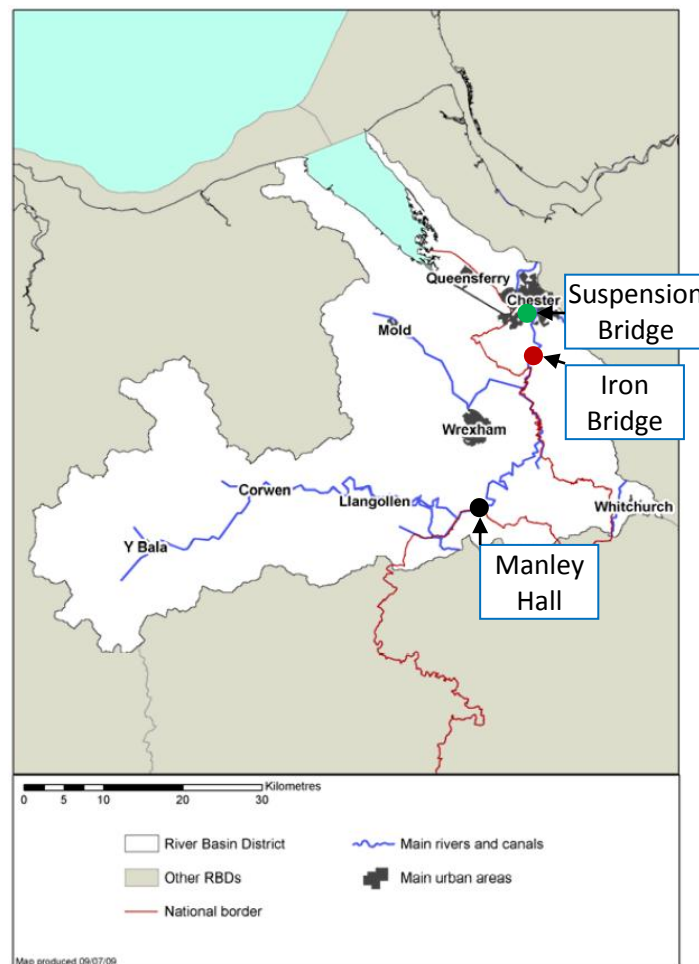 Queensferry
Chester
Suspension
Bridge
Mold
Iron
Bridge
Wrexham
Corwen
Llangollen
Whitchurch
Y Bala
Manley
Hall
Kilometres
0 5 10 20 30
River Basin District
Main rivers and canals
Other RBDs
Main urban areas
National border
Map produced 09/07/09